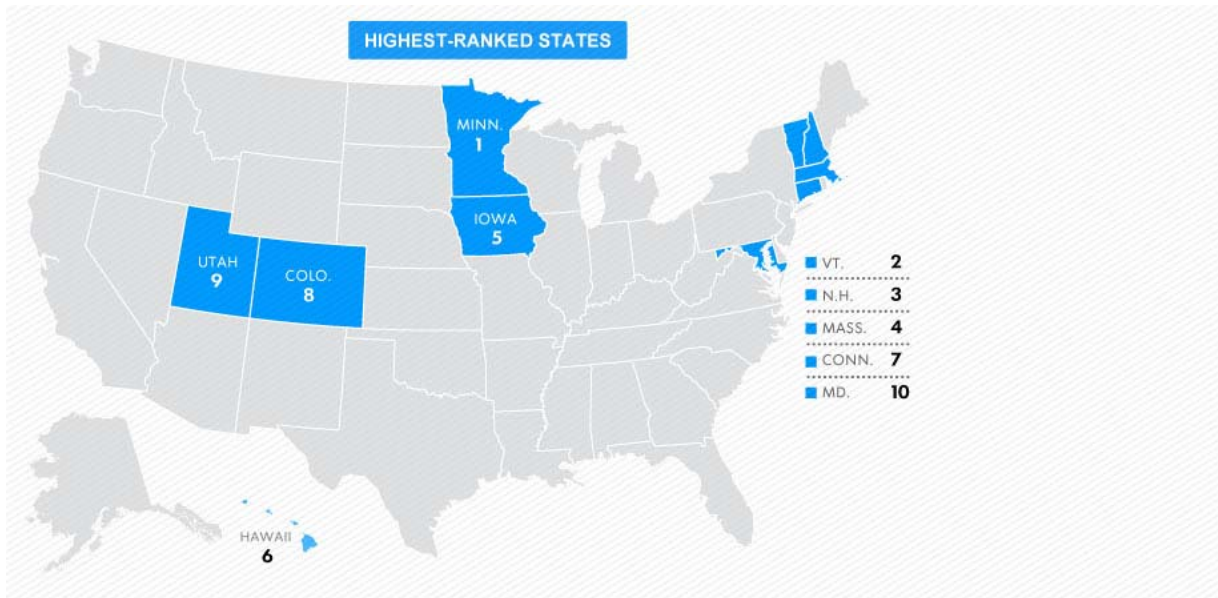 HIGHEST-RANKED STATES
MINN.
1
IOWA
5
UTAH
9
COLO.
8
VT. 2
N.H. 3
MASS. 4
CONN. 7
MD. 10
HAWAII
6